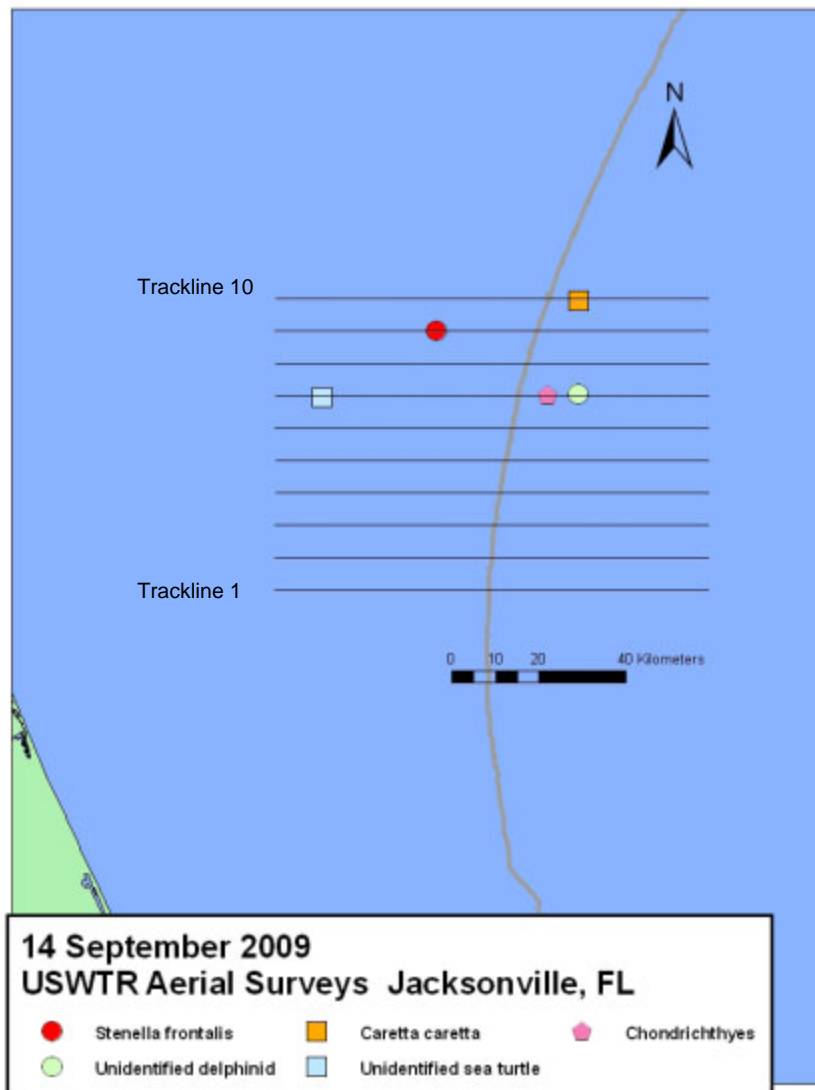 N
Trackline 10
Trackline 1
0 10 20 40 Kilometers
14 September 2009
USWTR Aerial Surveys Jacksonville, FL
Stenella frontalis Caretta caretta Chondrichthyes
Unidentified delphinid Unidentified sea turtle